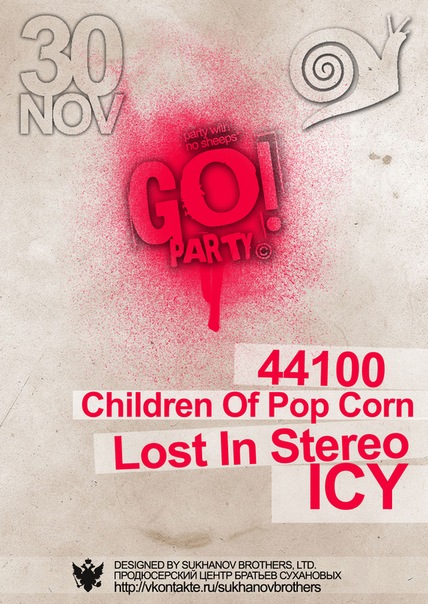 30
NOV
party with
no sheeps
GO!
PARTY ©
44100
Children Of Pop Corn
Lost In Stereo
ICY
DESIGNED BY SUKHANOV BROTHERS, LTD.
ПРОДЮСЕРСКИЙ ЦЕНТР БРАТЬЕВ СУХАНОВЫХ
http://vkontakte.ru/sukhanovbrothers